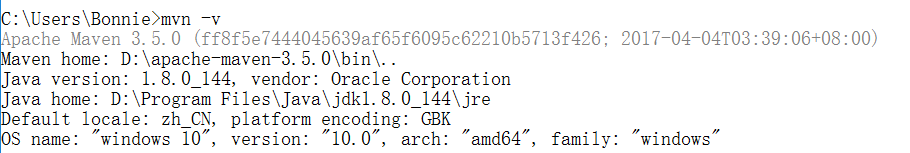 C:\Users\Bonnie>mvn -v
Apache Maven 3.5.0 (ff8f5e7444045639af65f6095c62210b5713f426; 2017-04-04T03:39:06+08:00)
Maven home: D:\apache-maven-3.5.0\bin\..
Java version: 1.8.0_144, vendor: Oracle Corporation
Java home: D:\Program Files\Java\jdk1.8.0_144\jre
Default locale: zh_CN, platform encoding: GBK
OS name: "windows 10", version: "10.0", arch: "amd64", family: "windows"